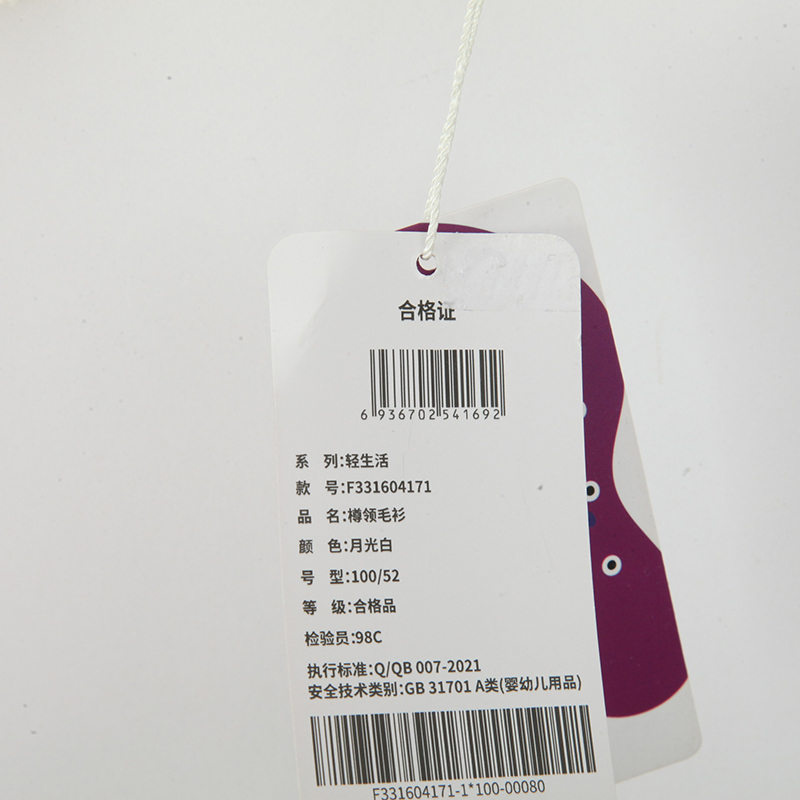 合格证
6 936702 541692
系 列:轻生活
款 号:F331604171
品 名:樽领毛衫
颜 色:月光白
号 型:100/52
等 级:合格品
检验员:98C
执行标准:Q/QB 007-2021
安全技术类别:GB 31701 A类(婴幼儿用品)
F331604171-1*100-00080